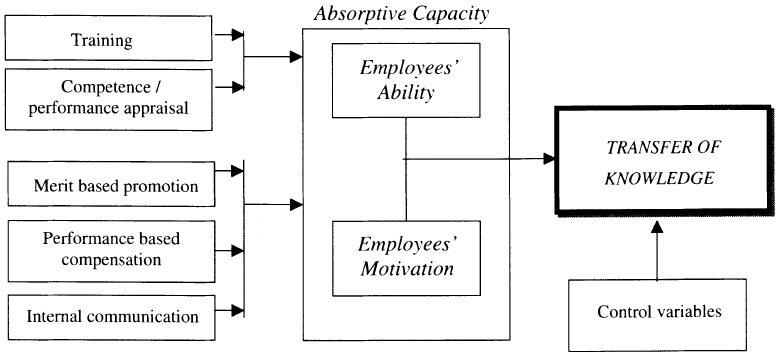 Absorptive Capacity
Training
Competence /
performance appraisal
Merit based promotion
Performance based
compensation
Internal communication
Employees'
Ability
Employees'
Motivation
TRANSFER OF
KNOWLEDGE
Control variables